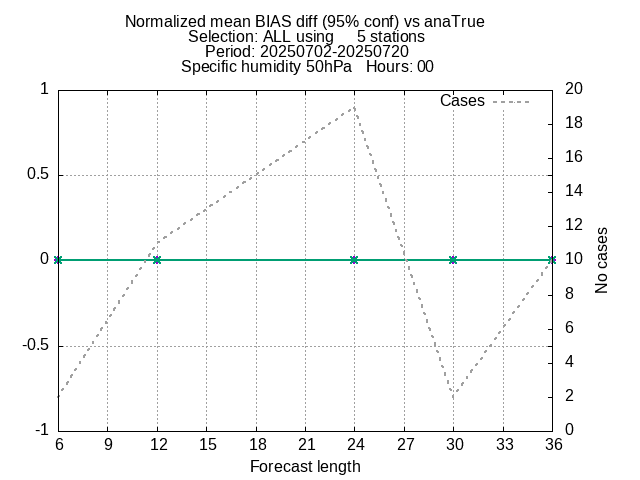 Normalized mean BIAS diff (95% conf) vs anaTrue
Selection: ALL using     5 stations
Period: 20250702-20250720
Specific humidity 50hPa   Hours: 00
Cases
1
0.5
0
-0.5
-1
20
18
16
14
12
10
8
6
4
2
0
No cases
6 9 12 15 18 21 24 27 30 33 36
Forecast length